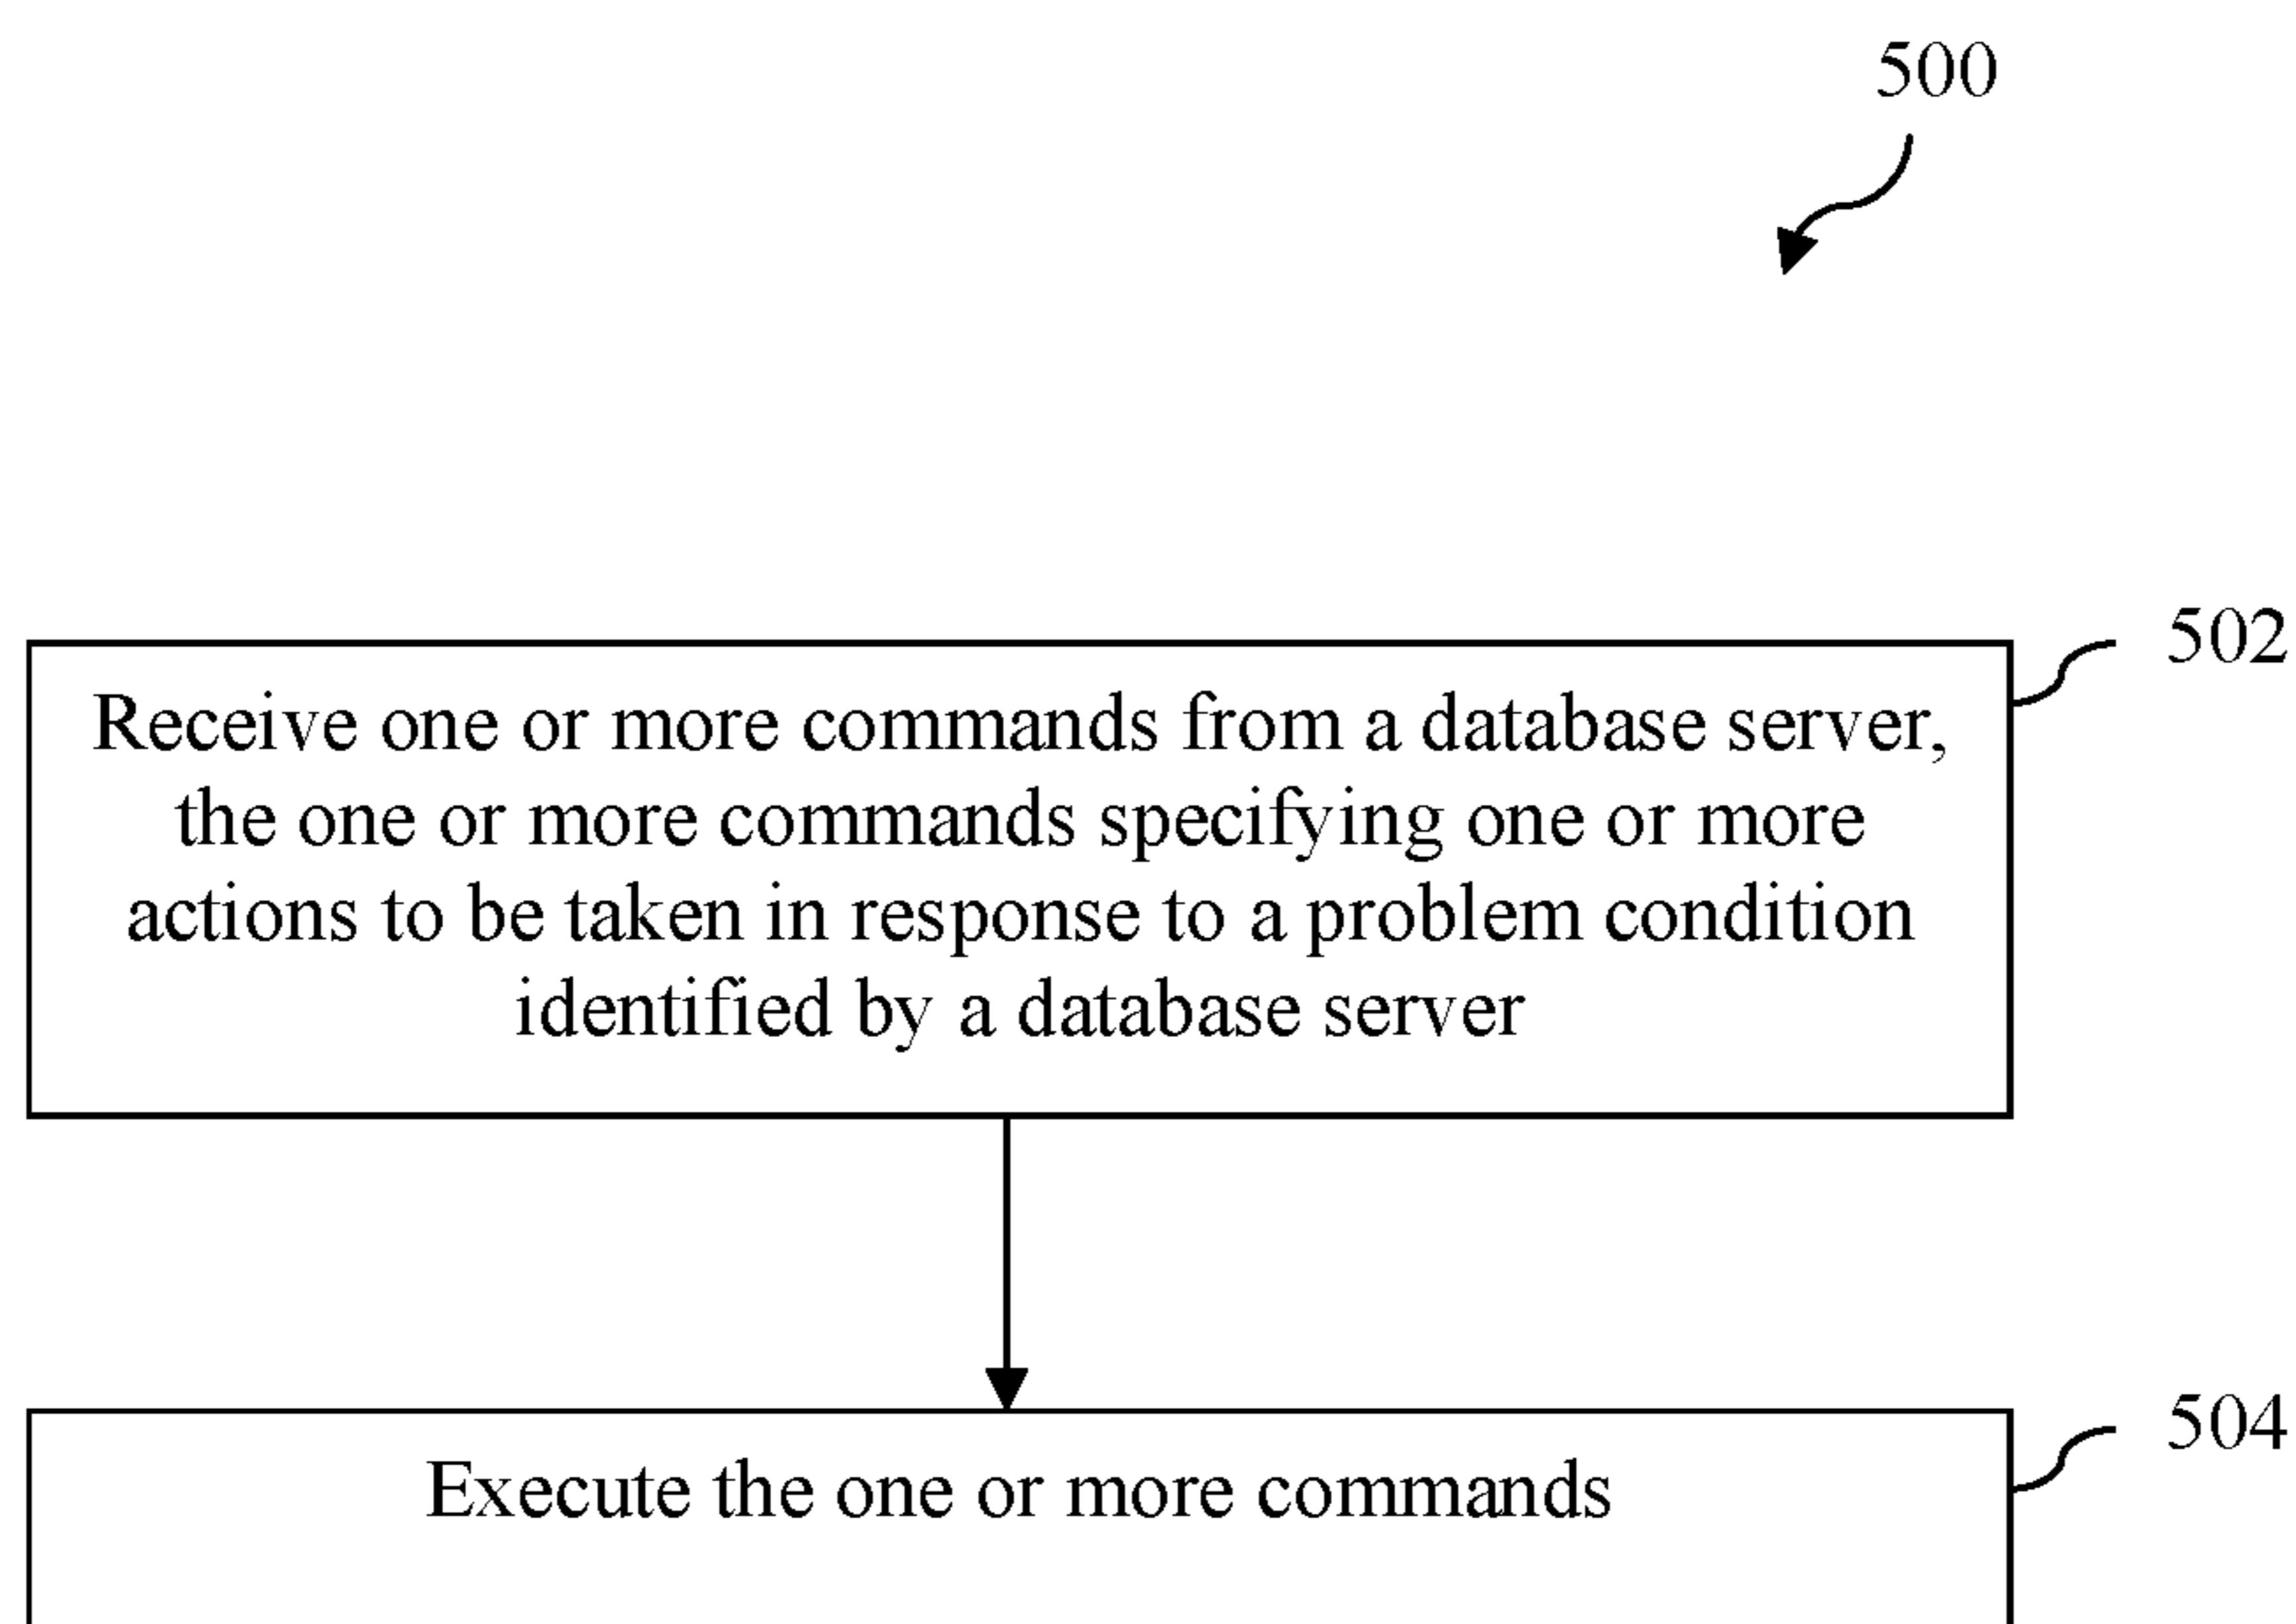 500
502
Receive one or more commands from a database server,
the one or more commands specifying one or more
actions to be taken in response to a problem condition
identified by a database server
504
Execute the one or more commands